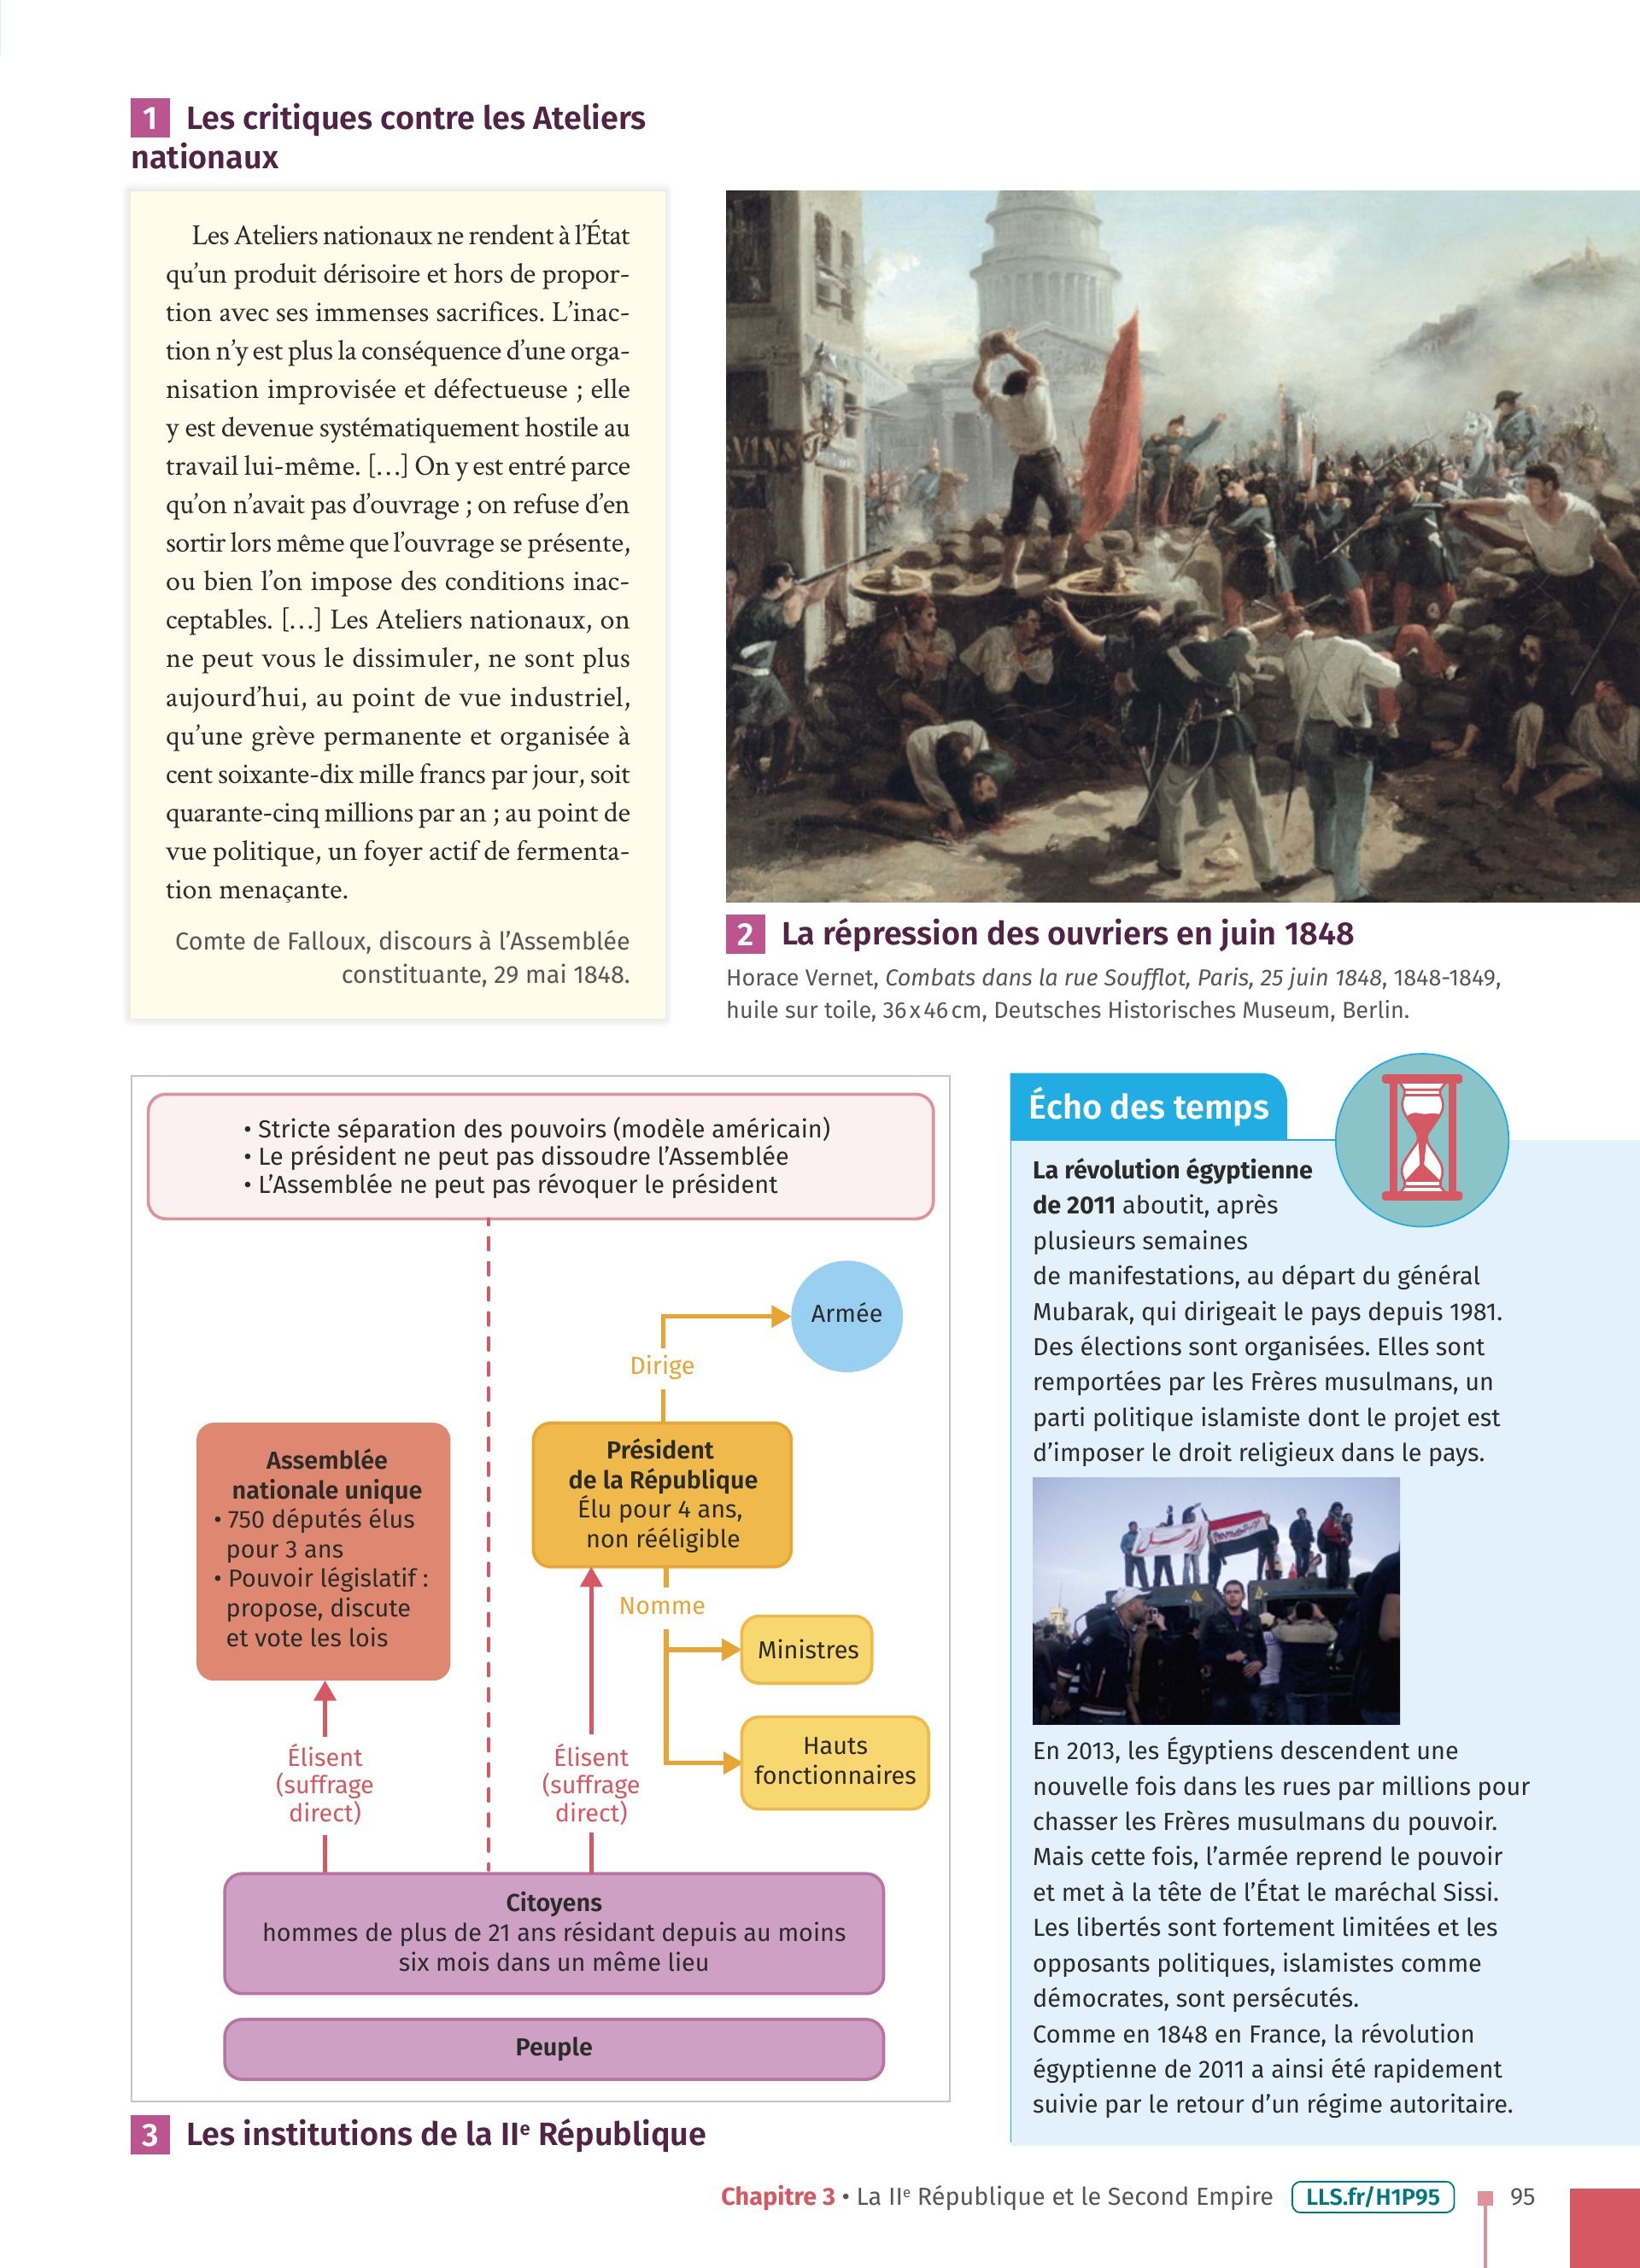 1 Les critiques contre les Ateliers
nationaux
Les Ateliers nationaux ne rendent à l’État
qu’un produit dérisoire et hors de propor-
tion avec ses immenses sacrifices. L’inac-
tion n’y est plus la conséquence d’une orga-
nisation improvisée et défectueuse ; elle
y est devenue systématiquement hostile au
travail lui-même. […] On y est entré parce
qu’on n’avait pas d’ouvrage ; on refuse d’en
sortir lors même que l’ouvrage se présente,
ou bien l’on impose des conditions inac-
ceptables. […] Les Ateliers nationaux, on
ne peut vous le dissimuler, ne sont plus
aujourd’hui, au point de vue industriel,
qu’une grève permanente et organisée à
cent soixante-dix mille francs par jour, soit
quarante-cinq millions par an ; au point de
vue politique, un foyer actif de fermenta-
tion menaçante.
Comte de Falloux, discours à l’Assemblée
constituante, 29 mai 1848.
2 La répression des ouvriers en juin 1848
Horace Vernet, Combats dans la rue Soufflot, Paris, 25 juin 1848, 1848-1849,
huile sur toile, 36 x 46 cm, Deutsches Historisches Museum, Berlin.
• Stricte séparation des pouvoirs (modèle américain)
• Le président ne peut pas dissoudre l’Assemblée
• L’Assemblée ne peut pas révoquer le président
Armée
Dirige
Assemblée
nationale unique
• 750 députés élus
pour 3 ans
• Pouvoir législatif :
propose, discute
et vote les lois
Président
de la République
Élu pour 4 ans,
non rééligible
Nomme
Ministres
Hauts
fonctionnaires
Élisent
(suffrage
direct)
Élisent
(suffrage
direct)
Citoyens
hommes de plus de 21 ans résidant depuis au moins
six mois dans un même lieu
Peuple
3 Les institutions de la IIe République
Écho des temps
La révolution égyptienne
de 2011 aboutit, après
plusieurs semaines
de manifestations, au départ du général
Mubarak, qui dirigeait le pays depuis 1981.
Des élections sont organisées. Elles sont
remportées par les Frères musulmans, un
parti politique islamiste dont le projet est
d’imposer le droit religieux dans le pays.
En 2013, les Égyptiens descendent une
nouvelle fois dans les rues par millions pour
chasser les Frères musulmans du pouvoir.
Mais cette fois, l’armée reprend le pouvoir
et met à la tête de l’État le maréchal Sissi.
Les libertés sont fortement limitées et les
opposants politiques, islamistes comme
démocrates, sont persécutés.
Comme en 1848 en France, la révolution
égyptienne de 2011 a ainsi été rapidement
suivie par le retour d’un régime autoritaire.
Chapitre 3 • La IIe République et le Second Empire LLS.fr/H1P95 95